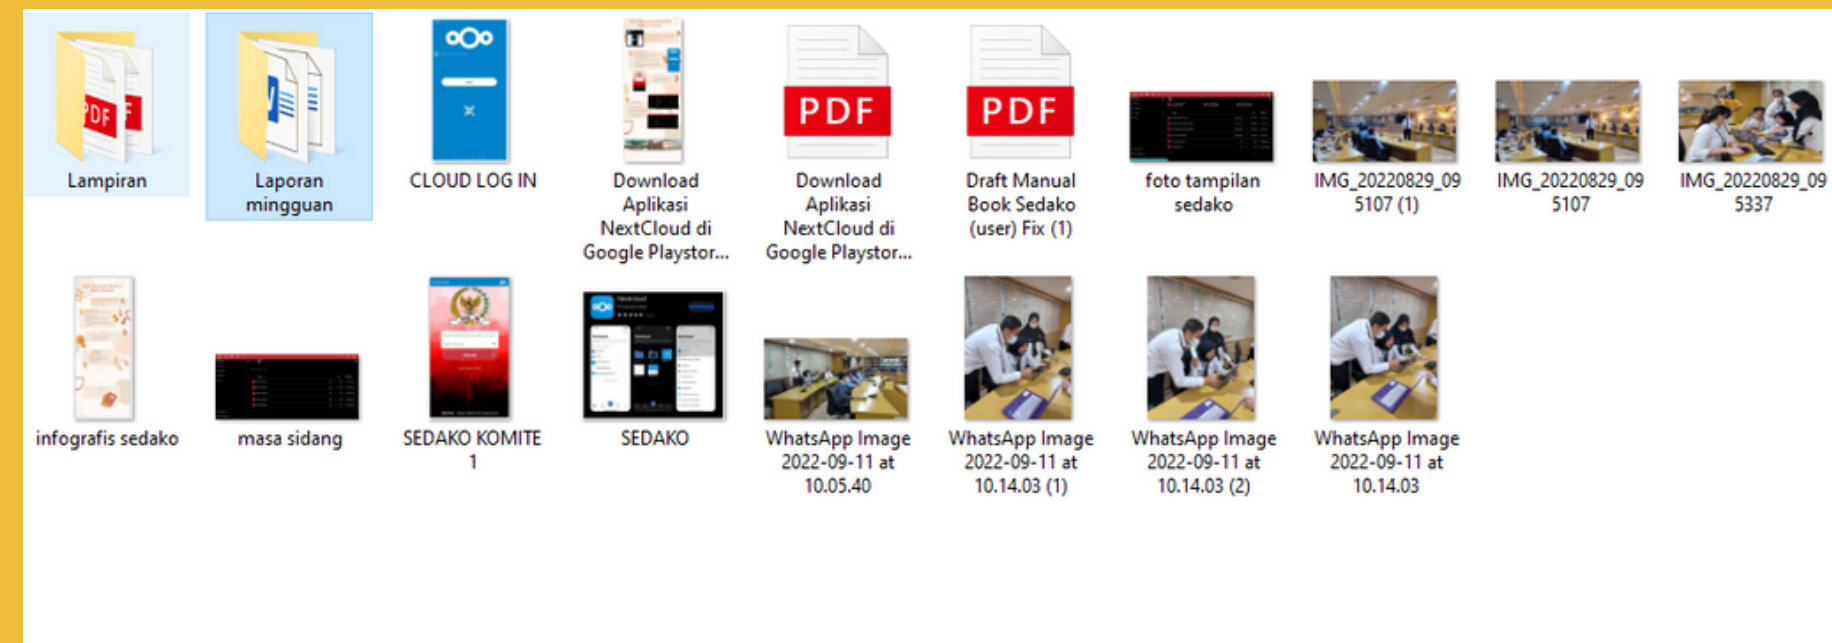 PDF
Lampiran
Laporan
mingguan
CLOUD LOG IN
Download
Aplikasi
NextCloud di
Google Playstor...
PDF
Download
Aplikasi
NextCloud di
Google Playstor...
PDF
Draft Manual
Book Sedako
(user) Fix (1)
foto tampilan
sedako
IMG_20220829_09
5107 (1)
IMG_20220829_09
5107
IMG_20220829_09
5337
infografis sedako
masa sidang
SEDAKO KOMITE
1
SEDAKO
WhatsApp Image
2022-09-11 at
10.05.40
WhatsApp Image
2022-09-11 at
10.14.03 (1)
WhatsApp Image
2022-09-11 at
10.14.03 (2)
WhatsApp Image
2022-09-11 at
10.14.03